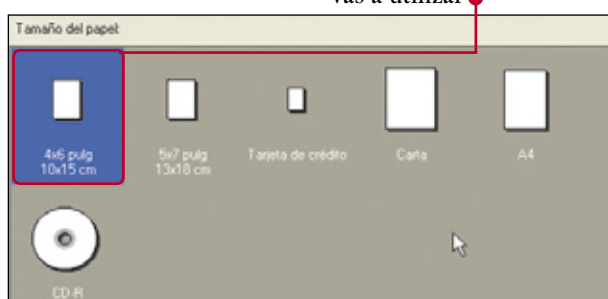 vas a utilizar
Tamaño del papel:
4x6 pulg
10x15 cm
5x7 pulg
13x18 cm
Tarjeta de crédito
Carta
A4
CD-R